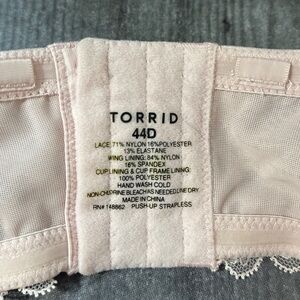 TORRID
44D
LACE: 71% NYLON 16%POLYESTER
13% ELASTANE
WING LINING: 84% NYLON
16% SPANDEX
CUP LINING & CUP FRAME LINING:
100% POLYESTER
HAND WASH COLD
NON-CHLORINE BLEACH AS NEEDED LINE DRY
MADE IN CHINA
RN# 148862 PUSH-UP STRAPLESS